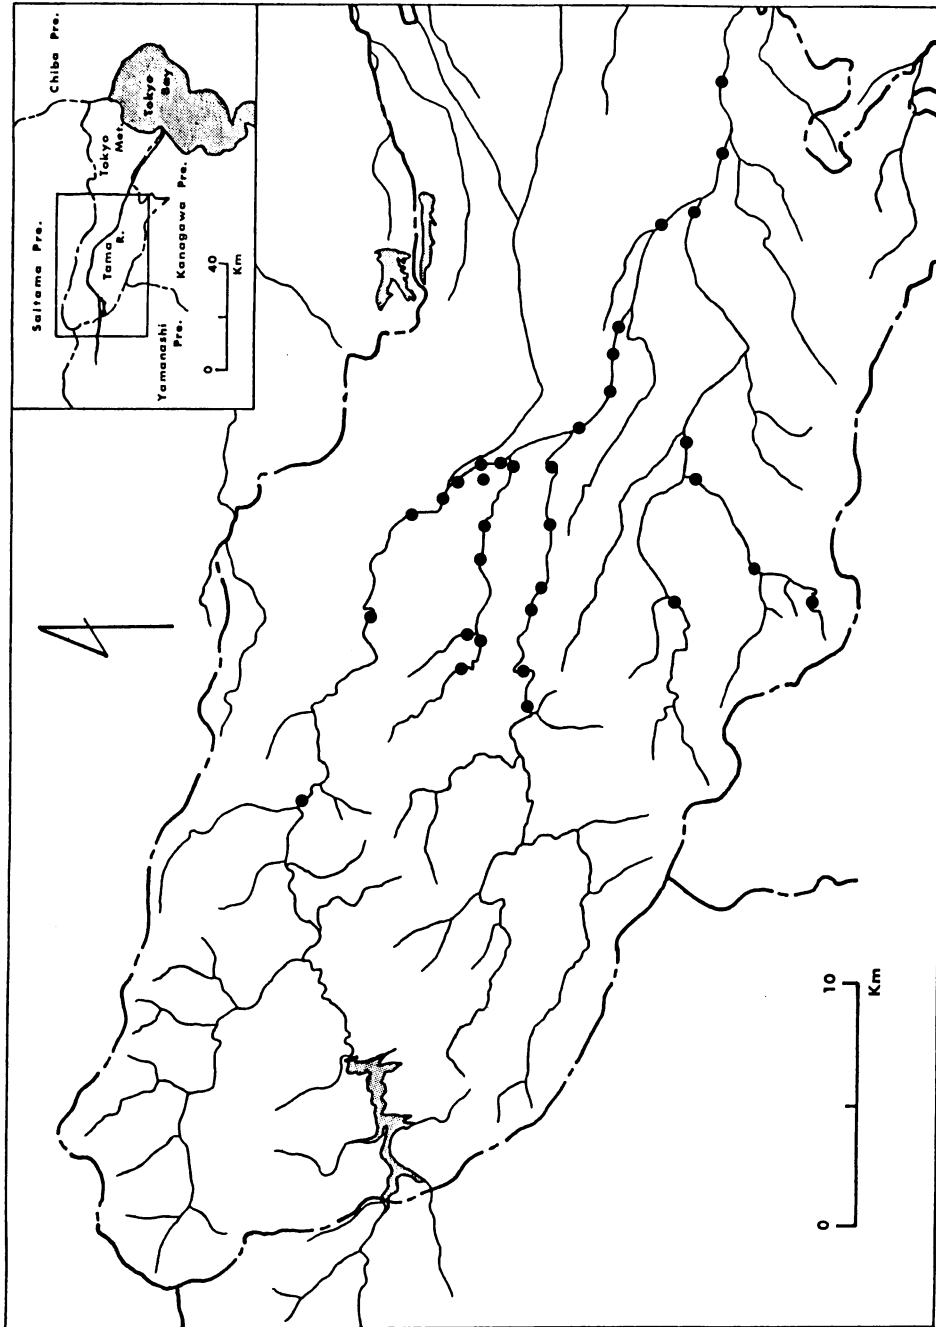 Saitama Pre.
Chiba Pre.
Tokyo
Met.
Tokyo
Bay
Tama
R.
Kanagawa Pre.
Yamanashi
Pre.
0
40
Km
0
10
Km